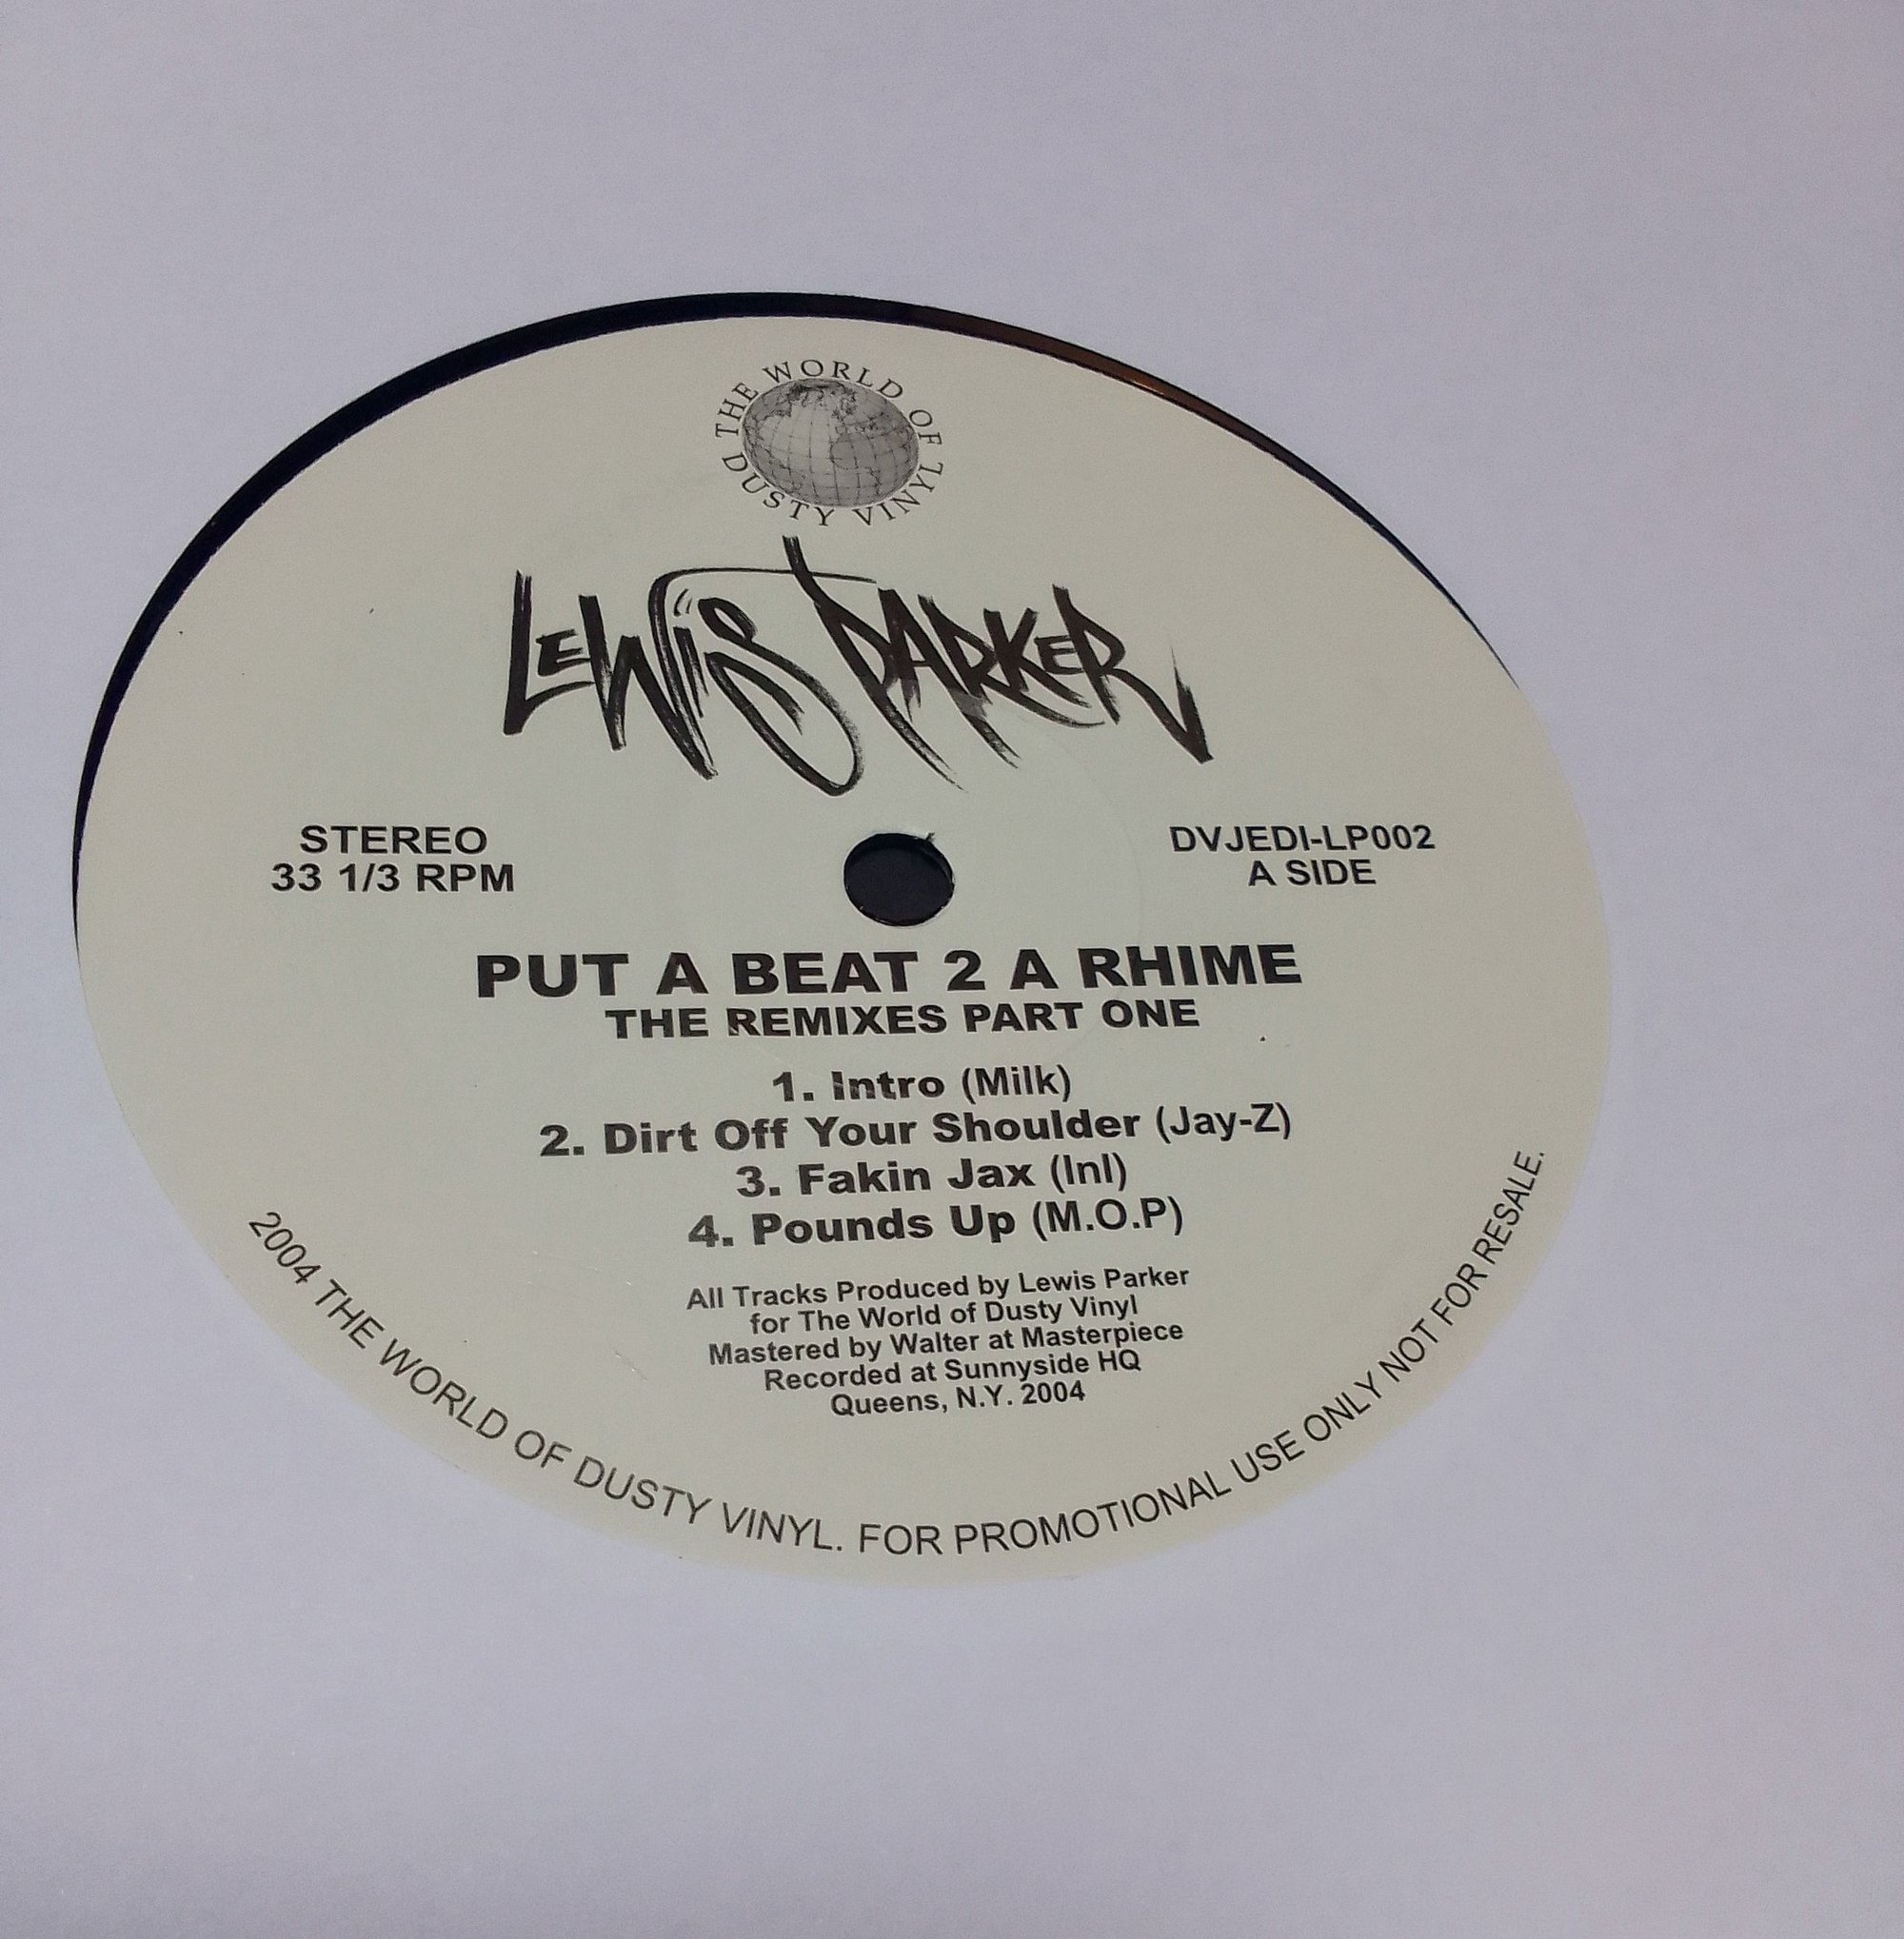 THE WORLD OF
DUSTY VINYL
LEWIS PARKER
STEREO
33 1/3 RPM
DVJEDI-LP002
A SIDE
PUT A BEAT 2 A RHIME
THE REMIXES PART ONE
1. Intro (Milk)
2. Dirt Off Your Shoulder (Jay-Z)
3. Fakin Jax (InI)
4. Pounds Up (M.O.P)
All Tracks Produced by Lewis Parker
for The World of Dusty Vinyl
Mastered by Walter at Masterpiece
Recorded at Sunnyside HQ
Queens, N.Y. 2004
2004 THE WORLD OF DUSTY VINYL. FOR PROMOTIONAL USE ONLY NOT FOR RESALE.